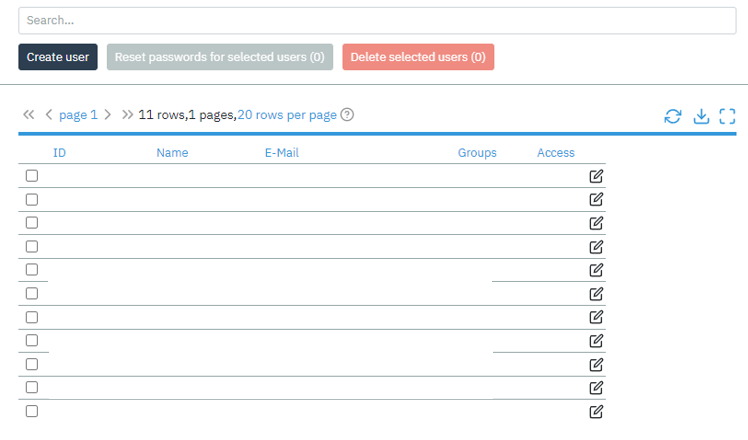 Search...
Create user Reset passwords for selected users (0) Delete selected users (0)
page 1 11 rows,1 pages,20 rows per page ?
ID Name E-Mail Groups Access